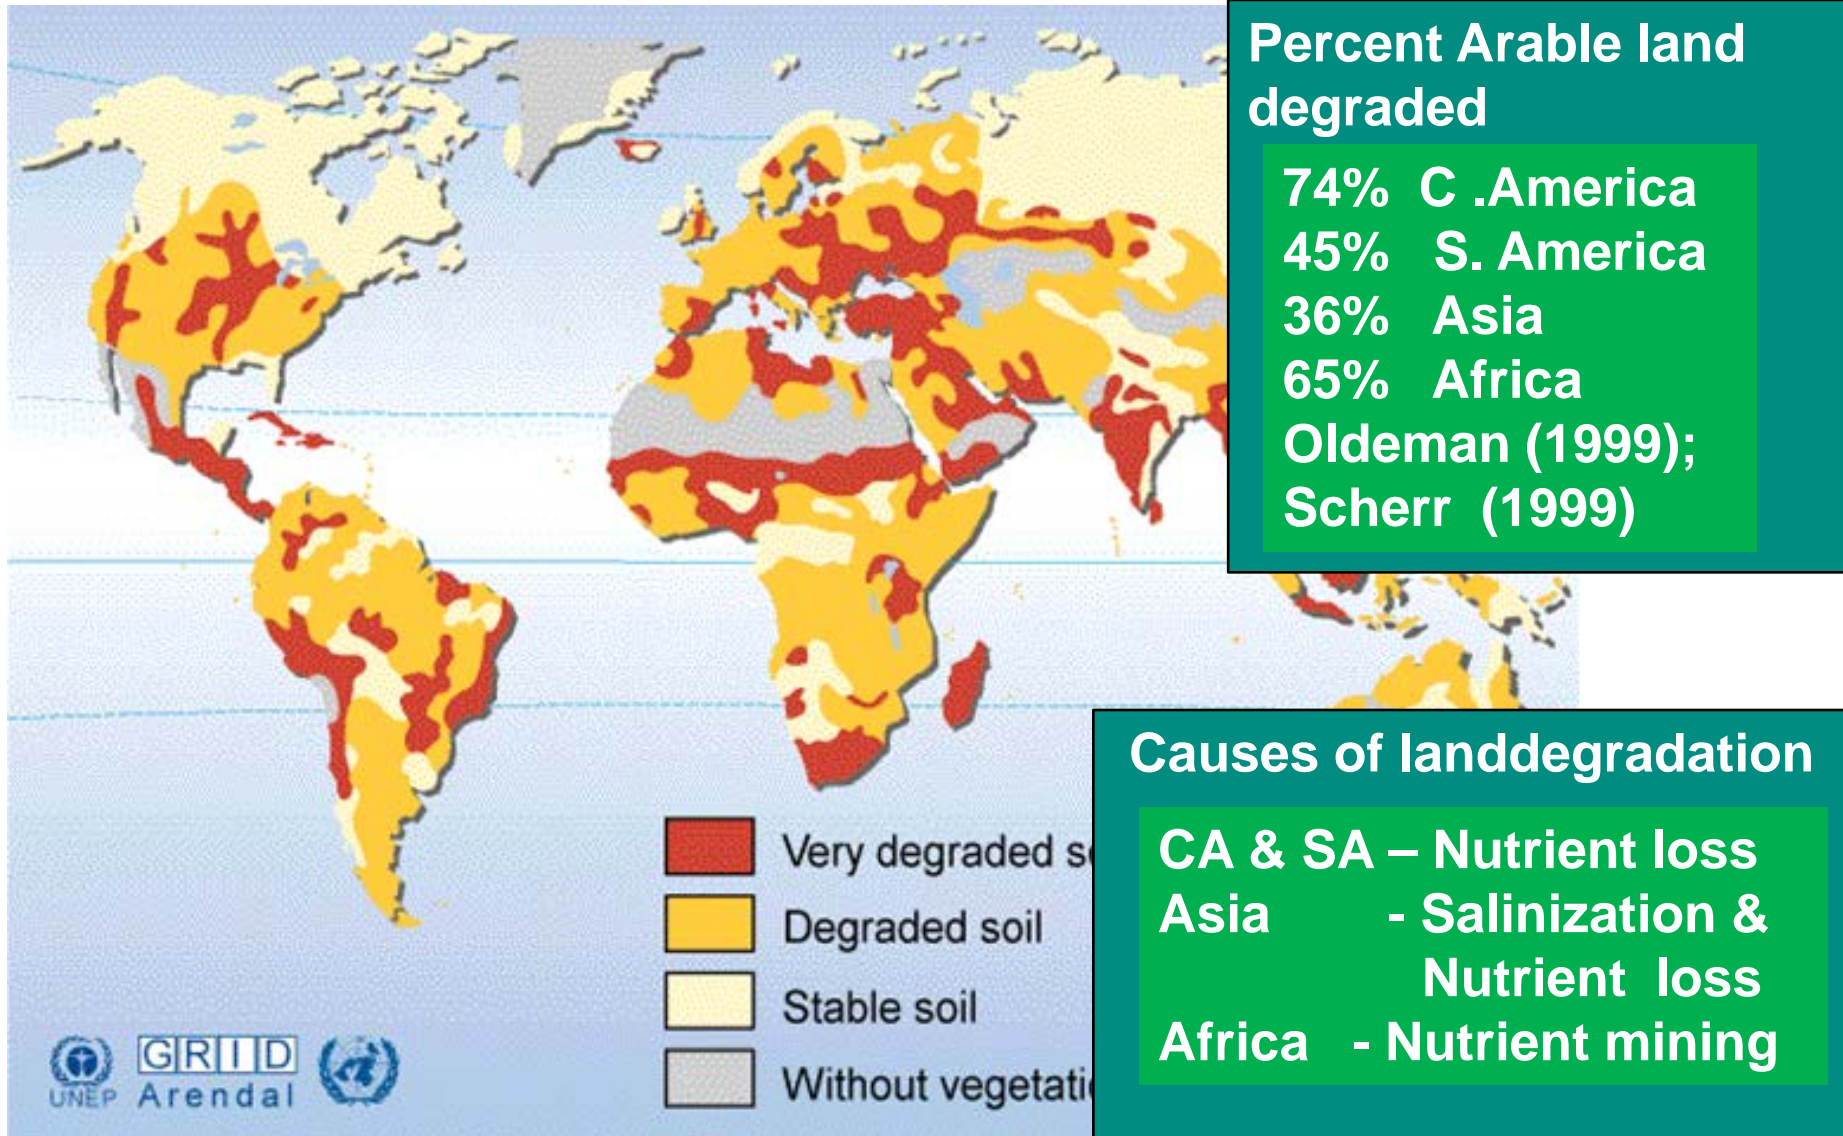 Percent Arable land
degraded
74% C .America
45% S. America
36% Asia
65% Africa
Oldeman (1999);
Scherr (1999)
Causes of landdegradation
CA & SA – Nutrient loss
Asia - Salinization &
Nutrient loss
Africa - Nutrient mining
Very degraded
Degraded soil
Stable soil
Without
UNEP
GRID
Arendal